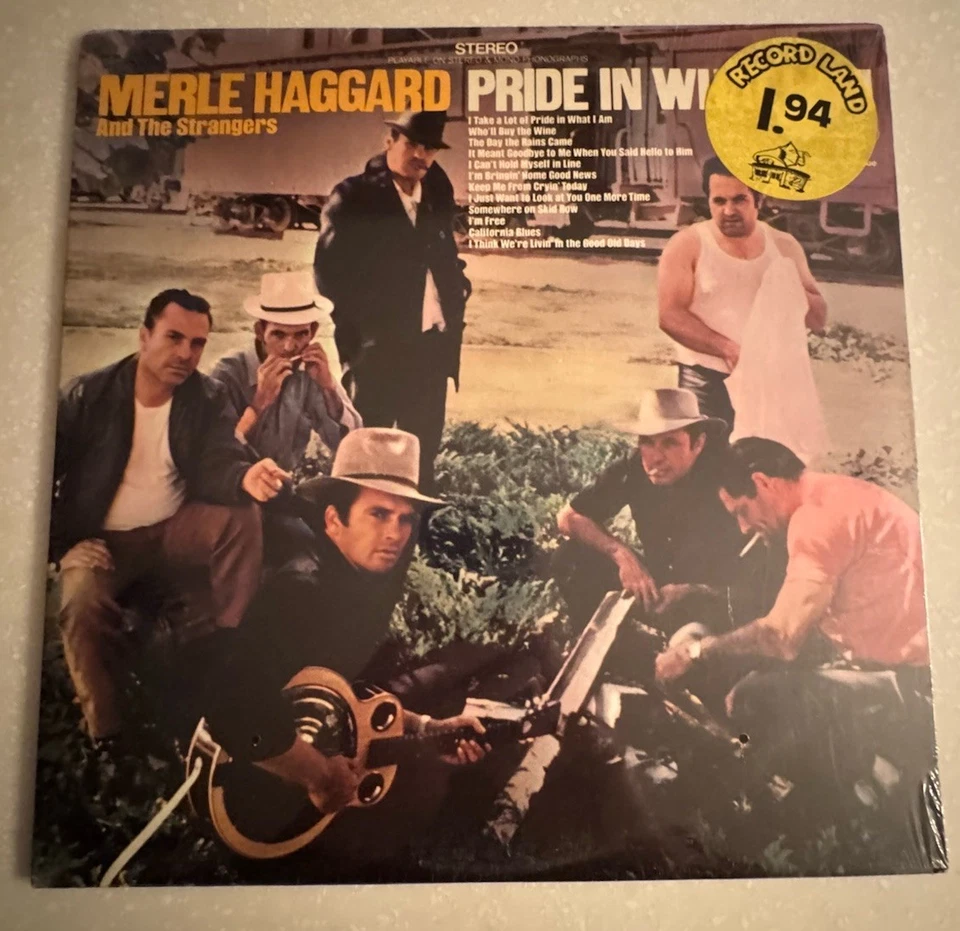 STEREO
PLAYABLE ON STEREO & MONO PHONOGRAPHS
MERLE HAGGARD
And The Strangers
PRIDE IN WH
I Take a Lot of Pride in What I Am
Who'll Buy the Wine
The Day the Rains Came
It Meant Goodbye to Me When You Said Hello to Him
I Can't Hold Myself in Line
I'm Bringin' Home Good News
Keep Me From Cryin' Today
I Just Want to Look at You One More Time
Somewhere on Skid Row
I'm Free
California Blues
I Think We're Livin' in the Good Old Days
RECORD LAND
1.94